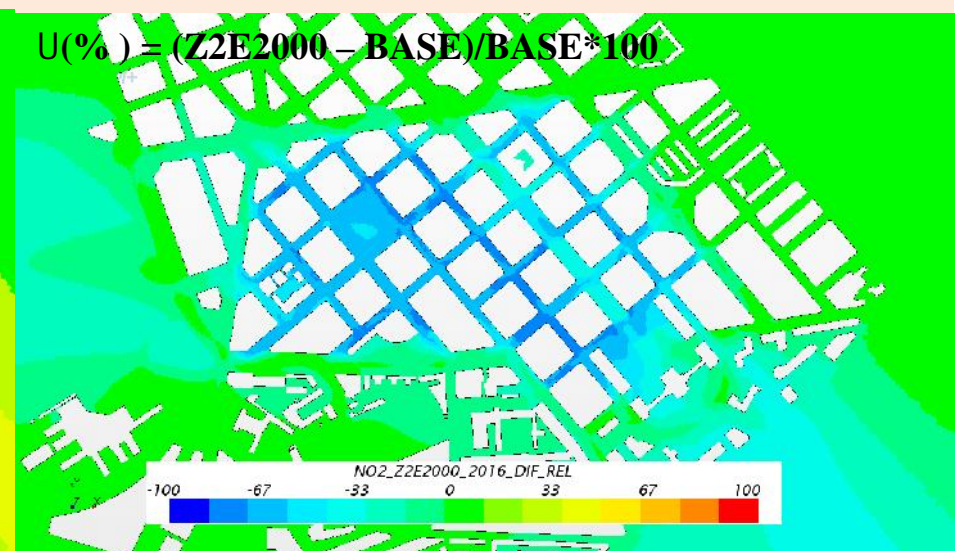 U(% ) = (Z2E2000 – BASE)/BASE*100
NO2_Z2E2000_2016_DIF_REL
-100 -67 -33 0 33 67 100
Z X